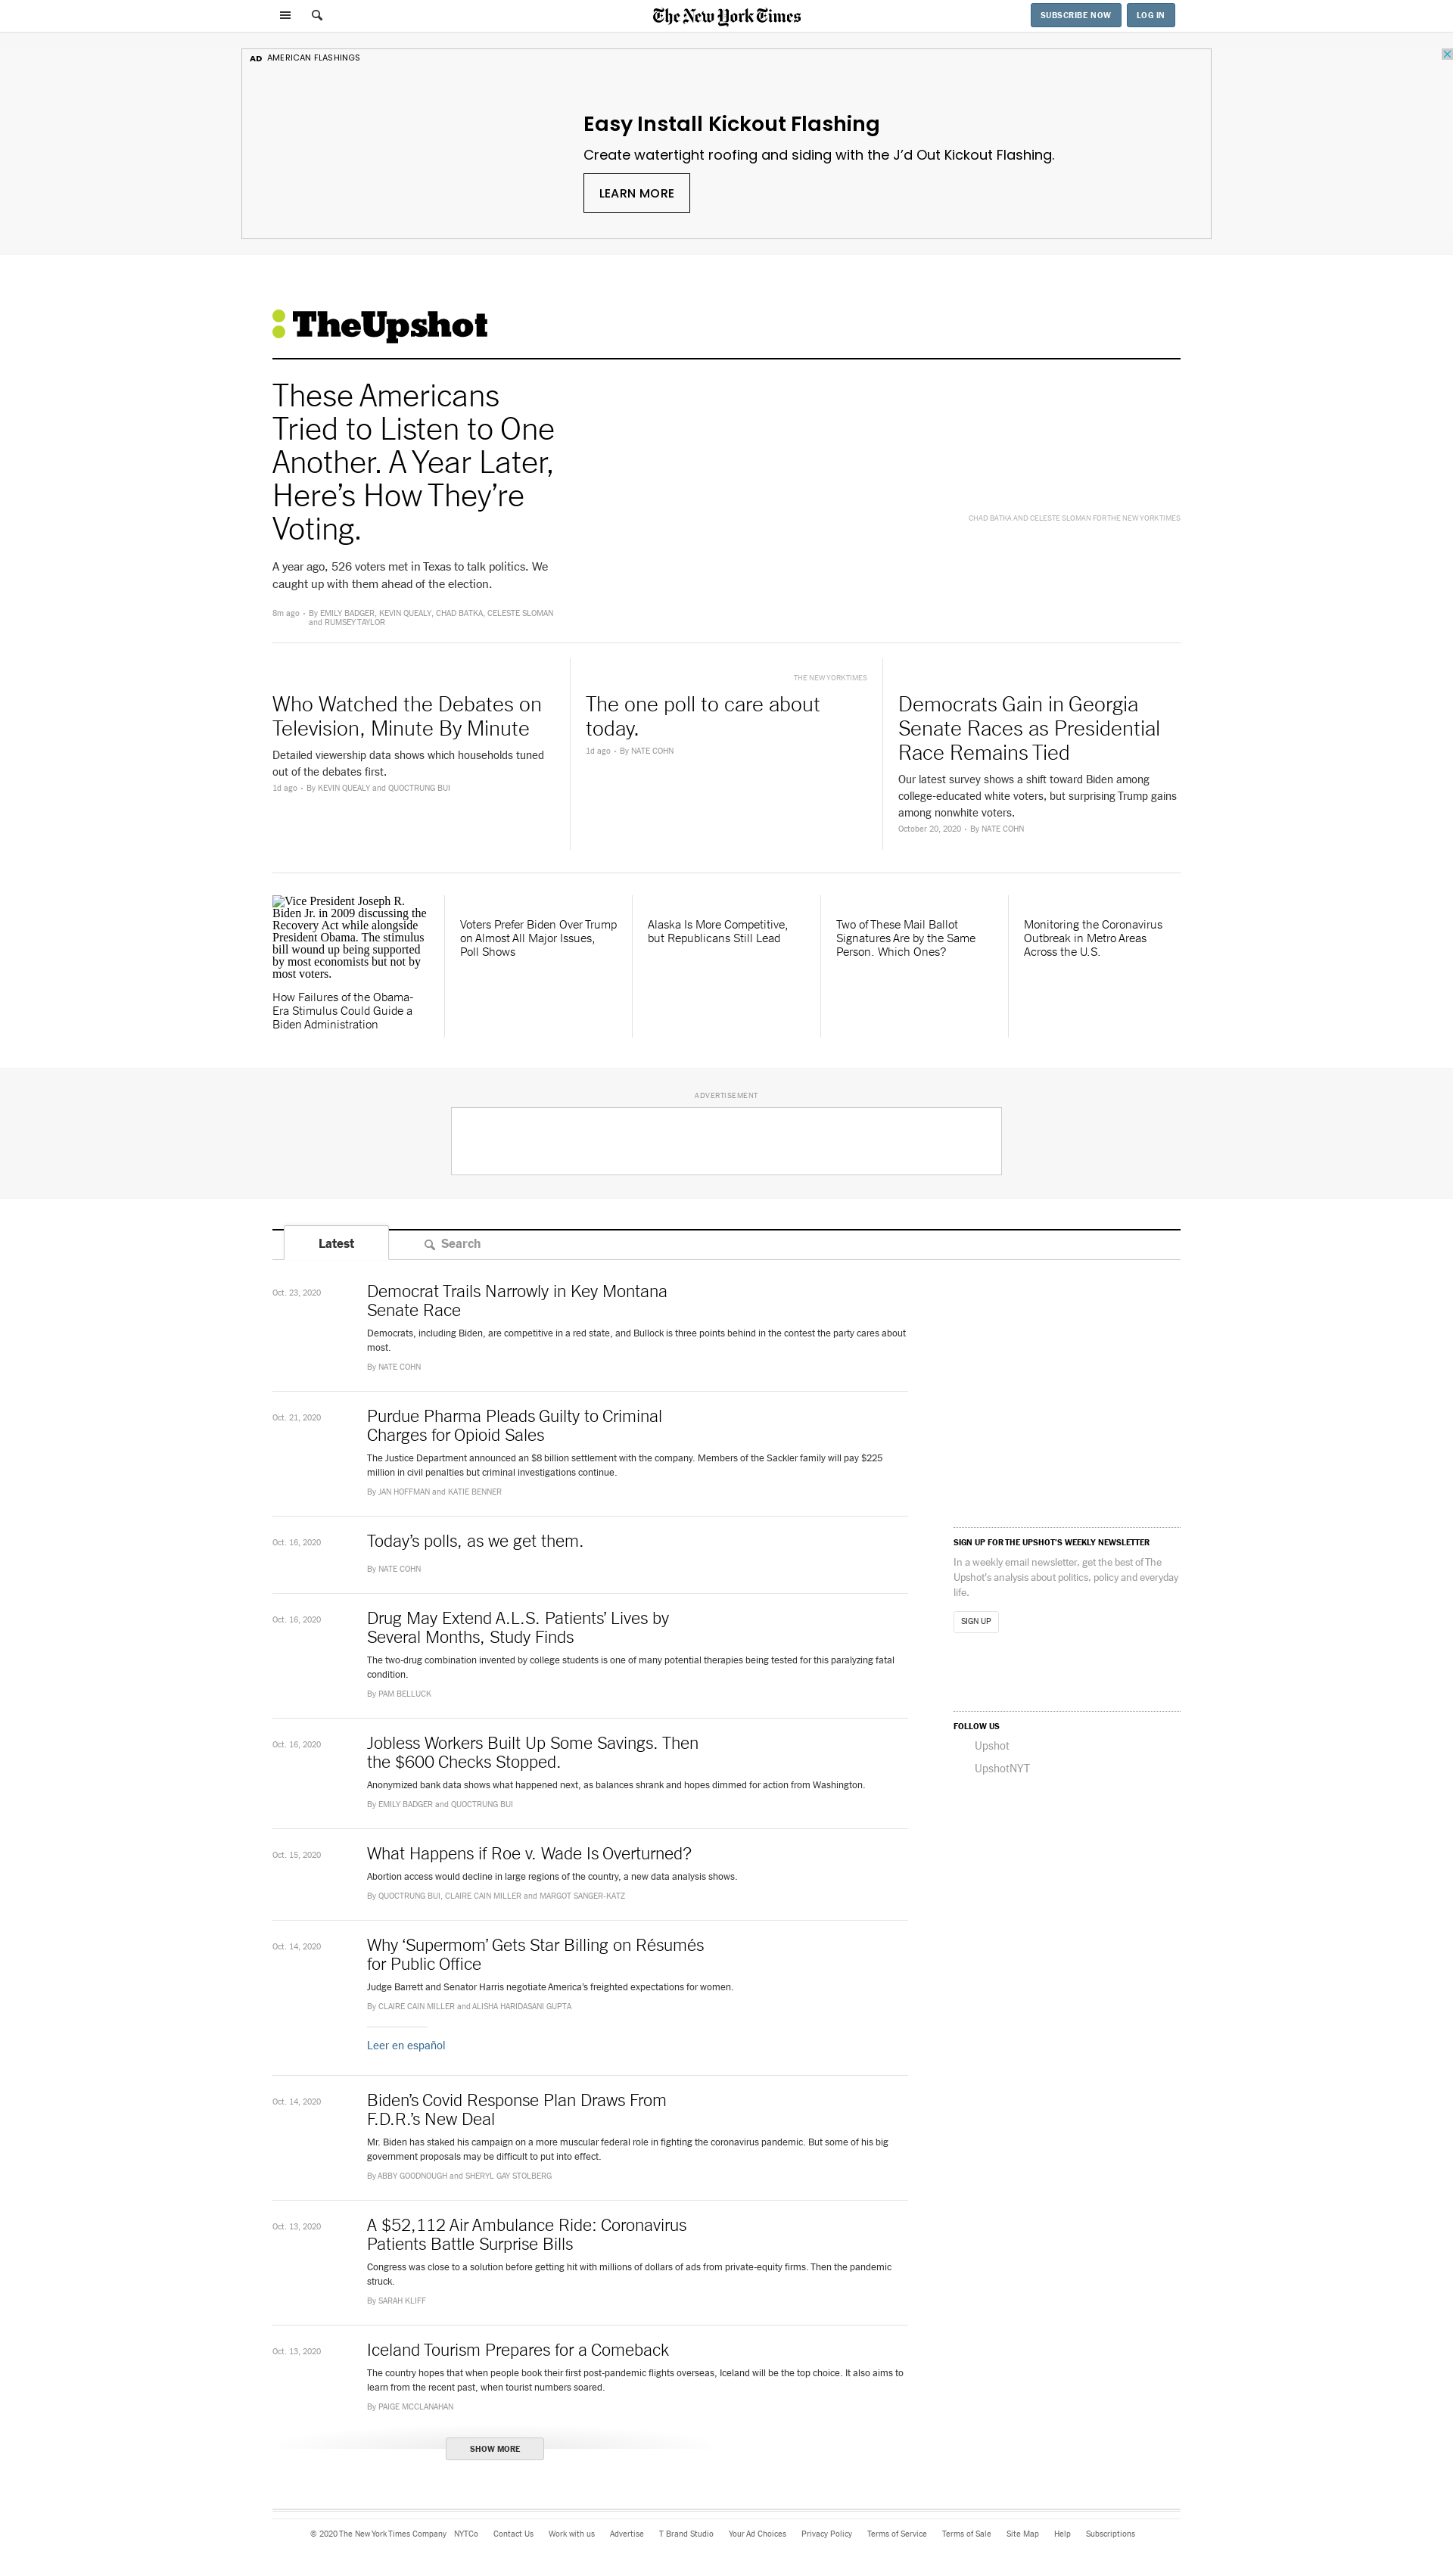 The New York Times
SUBSCRIBE NOW
LOG IN
AD AMERICAN FLASHINGS
Easy Install Kickout Flashing
Create watertight roofing and siding with the J’d Out Kickout Flashing.
LEARN MORE
TheUpshot
These Americans
Tried to Listen to One
Another. A Year Later,
Here’s How They’re
Voting.
A year ago, 526 voters met in Texas to talk politics. We
caught up with them ahead of the election.
8m ago • By EMILY BADGER, KEVIN QUEALY, CHAD BATKA, CELESTE SLOMAN
and RUMSEY TAYLOR
CHAD BATKA AND CELESTE SLOMAN FOR THE NEW YORK TIMES
Who Watched the Debates on
Television, Minute By Minute
Detailed viewership data shows which households tuned
out of the debates first.
1d ago • By KEVIN QUEALY and QUOCTRUNG BUI
THE NEW YORK TIMES
The one poll to care about
today.
1d ago • By NATE COHN
Democrats Gain in Georgia
Senate Races as Presidential
Race Remains Tied
Our latest survey shows a shift toward Biden among
college-educated white voters, but surprising Trump gains
among nonwhite voters.
October 20, 2020 • By NATE COHN
Vice President Joseph R.
Biden Jr. in 2009 discussing the
Recovery Act while alongside
President Obama. The stimulus
bill wound up being supported
by most economists but not by
most voters.
How Failures of the Obama-
Era Stimulus Could Guide a
Biden Administration
Voters Prefer Biden Over Trump
on Almost All Major Issues,
Poll Shows
Alaska Is More Competitive,
but Republicans Still Lead
Two of These Mail Ballot
Signatures Are by the Same
Person. Which Ones?
Monitoring the Coronavirus
Outbreak in Metro Areas
Across the U.S.
ADVERTISEMENT
Latest
Search
Oct. 23, 2020
Democrat Trails Narrowly in Key Montana
Senate Race
Democrats, including Biden, are competitive in a red state, and Bullock is three points behind in the contest the party cares about
most.
By NATE COHN
Oct. 21, 2020
Purdue Pharma Pleads Guilty to Criminal
Charges for Opioid Sales
The Justice Department announced an $8 billion settlement with the company. Members of the Sackler family will pay $225
million in civil penalties but criminal investigations continue.
By JAN HOFFMAN and KATIE BENNER
Oct. 16, 2020
Today’s polls, as we get them.
By NATE COHN
Oct. 16, 2020
Drug May Extend A.L.S. Patients’ Lives by
Several Months, Study Finds
The two-drug combination invented by college students is one of many potential therapies being tested for this paralyzing fatal
condition.
By PAM BELLUCK
Oct. 16, 2020
Jobless Workers Built Up Some Savings. Then
the $600 Checks Stopped.
Anonymized bank data shows what happened next, as balances shrank and hopes dimmed for action from Washington.
By EMILY BADGER and QUOCTRUNG BUI
Oct. 15, 2020
What Happens if Roe v. Wade Is Overturned?
Abortion access would decline in large regions of the country, a new data analysis shows.
By QUOCTRUNG BUI, CLAIRE CAIN MILLER and MARGOT SANGER-KATZ
Oct. 14, 2020
Why ‘Supermom’ Gets Star Billing on Résumés
for Public Office
Judge Barrett and Senator Harris negotiate America’s freighted expectations for women.
By CLAIRE CAIN MILLER and ALISHA HARIDASANI GUPTA
Leer en español
Oct. 14, 2020
Biden’s Covid Response Plan Draws From
F.D.R.’s New Deal
Mr. Biden has staked his campaign on a more muscular federal role in fighting the coronavirus pandemic. But some of his big
government proposals may be difficult to put into effect.
By ABBY GOODNOUGH and SHERYL GAY STOLBERG
Oct. 13, 2020
A $52,112 Air Ambulance Ride: Coronavirus
Patients Battle Surprise Bills
Congress was close to a solution before getting hit with millions of dollars of ads from private-equity firms. Then the pandemic
struck.
By SARAH KLIFF
Oct. 13, 2020
Iceland Tourism Prepares for a Comeback
The country hopes that when people book their first post-pandemic flights overseas, Iceland will be the top choice. It also aims to
learn from the recent past, when tourist numbers soared.
By PAIGE MCCLANAHAN
SHOW MORE
SIGN UP FOR THE UPSHOT’S WEEKLY NEWSLETTER
In a weekly email newsletter, get the best of The
Upshot’s analysis about politics, policy and everyday
life.
SIGN UP
FOLLOW US
Upshot
UpshotNYT
© 2020 The New York Times Company NYTCo Contact Us Work with us Advertise T Brand Studio Your Ad Choices Privacy Policy Terms of Service Terms of Sale Site Map Help Subscriptions